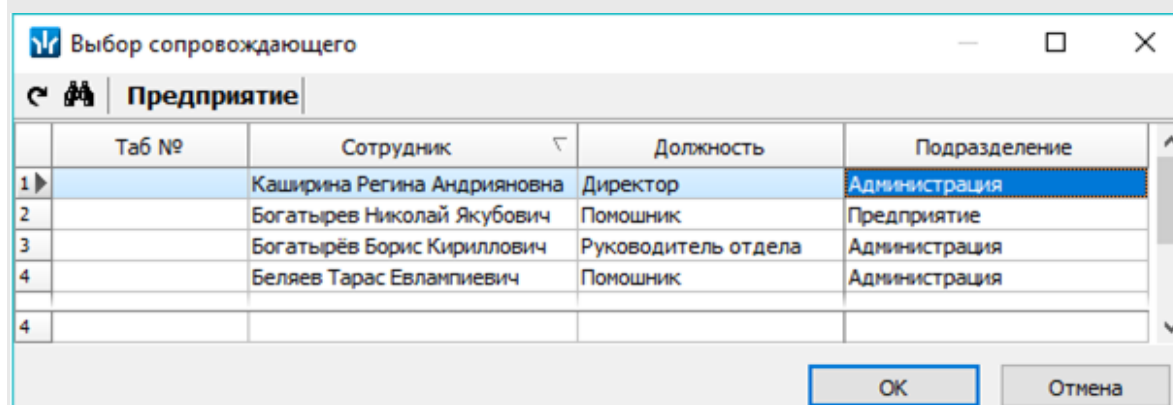 Выбор сопровождающего
Предприятие
Таб № Сотрудник Должность Подразделение
1 Каширина Регина Андрияновна Директор Администрация
2 Богатырев Николай Якубович Помошник Предприятие
3 Богатырёв Борис Кириллович Руководитель отдела Администрация
4 Беляев Тарас Евлампиевич Помошник Администрация
4
ОК Отмена